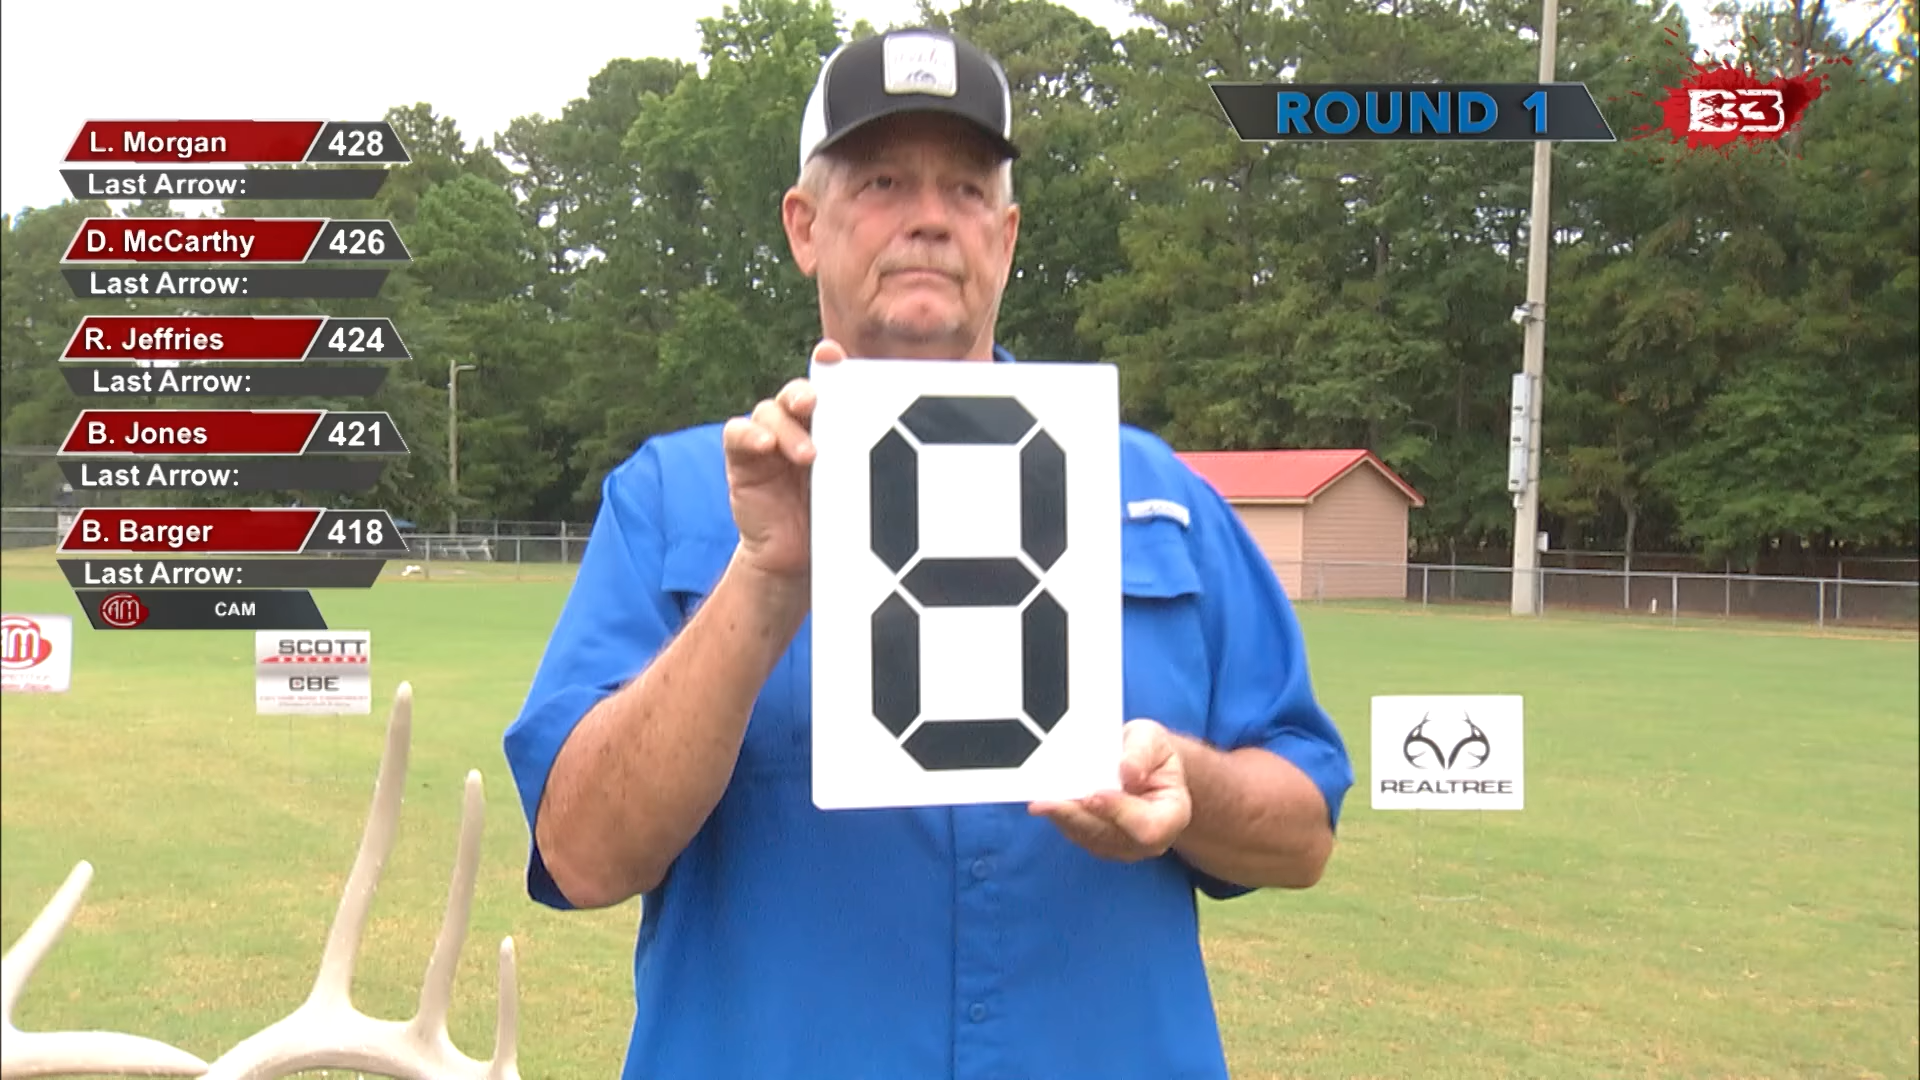 L. Morgan 428
Last Arrow:
D. McCarthy 426
Last Arrow:
R. Jeffries 424
Last Arrow:
B. Jones 421
Last Arrow:
B. Barger 418
Last Arrow:
CAM
ROUND 1
B3
8
SCOTT
CBE
REALTREE